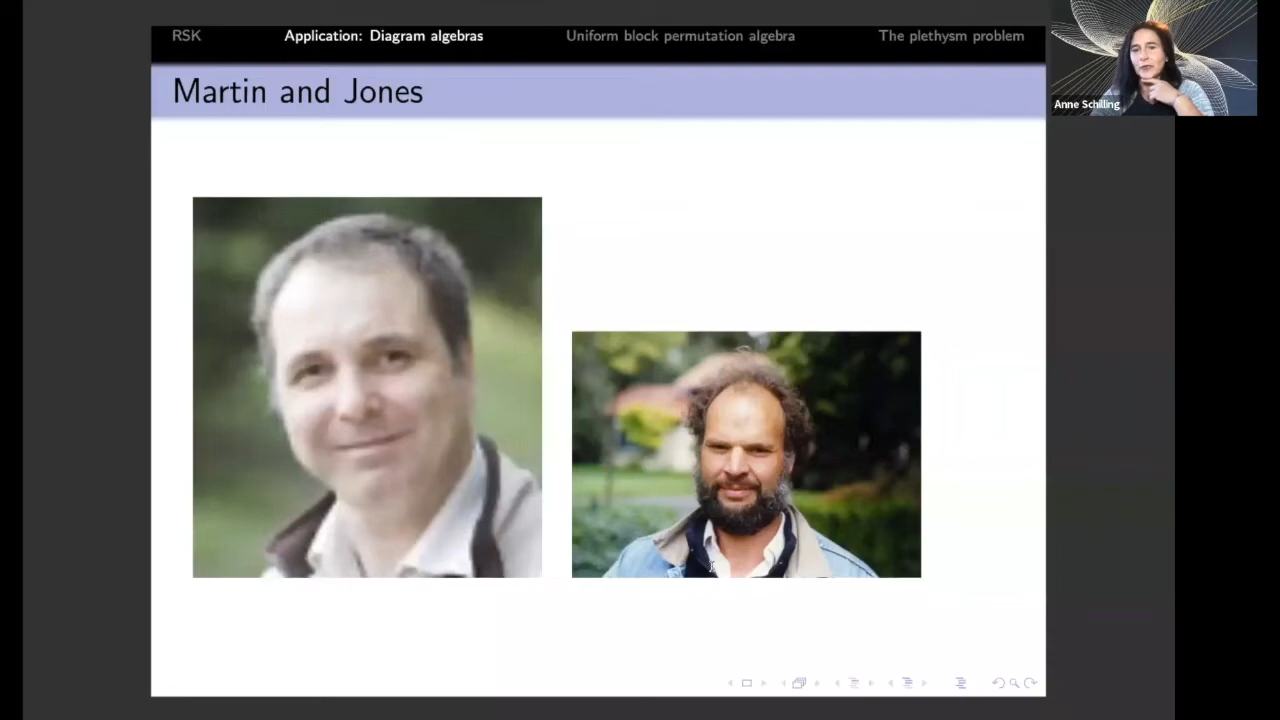 RSK Application: Diagram algebras Uniform block permutation algebra The plethysm problem
Martin and Jones
Anne Schilling